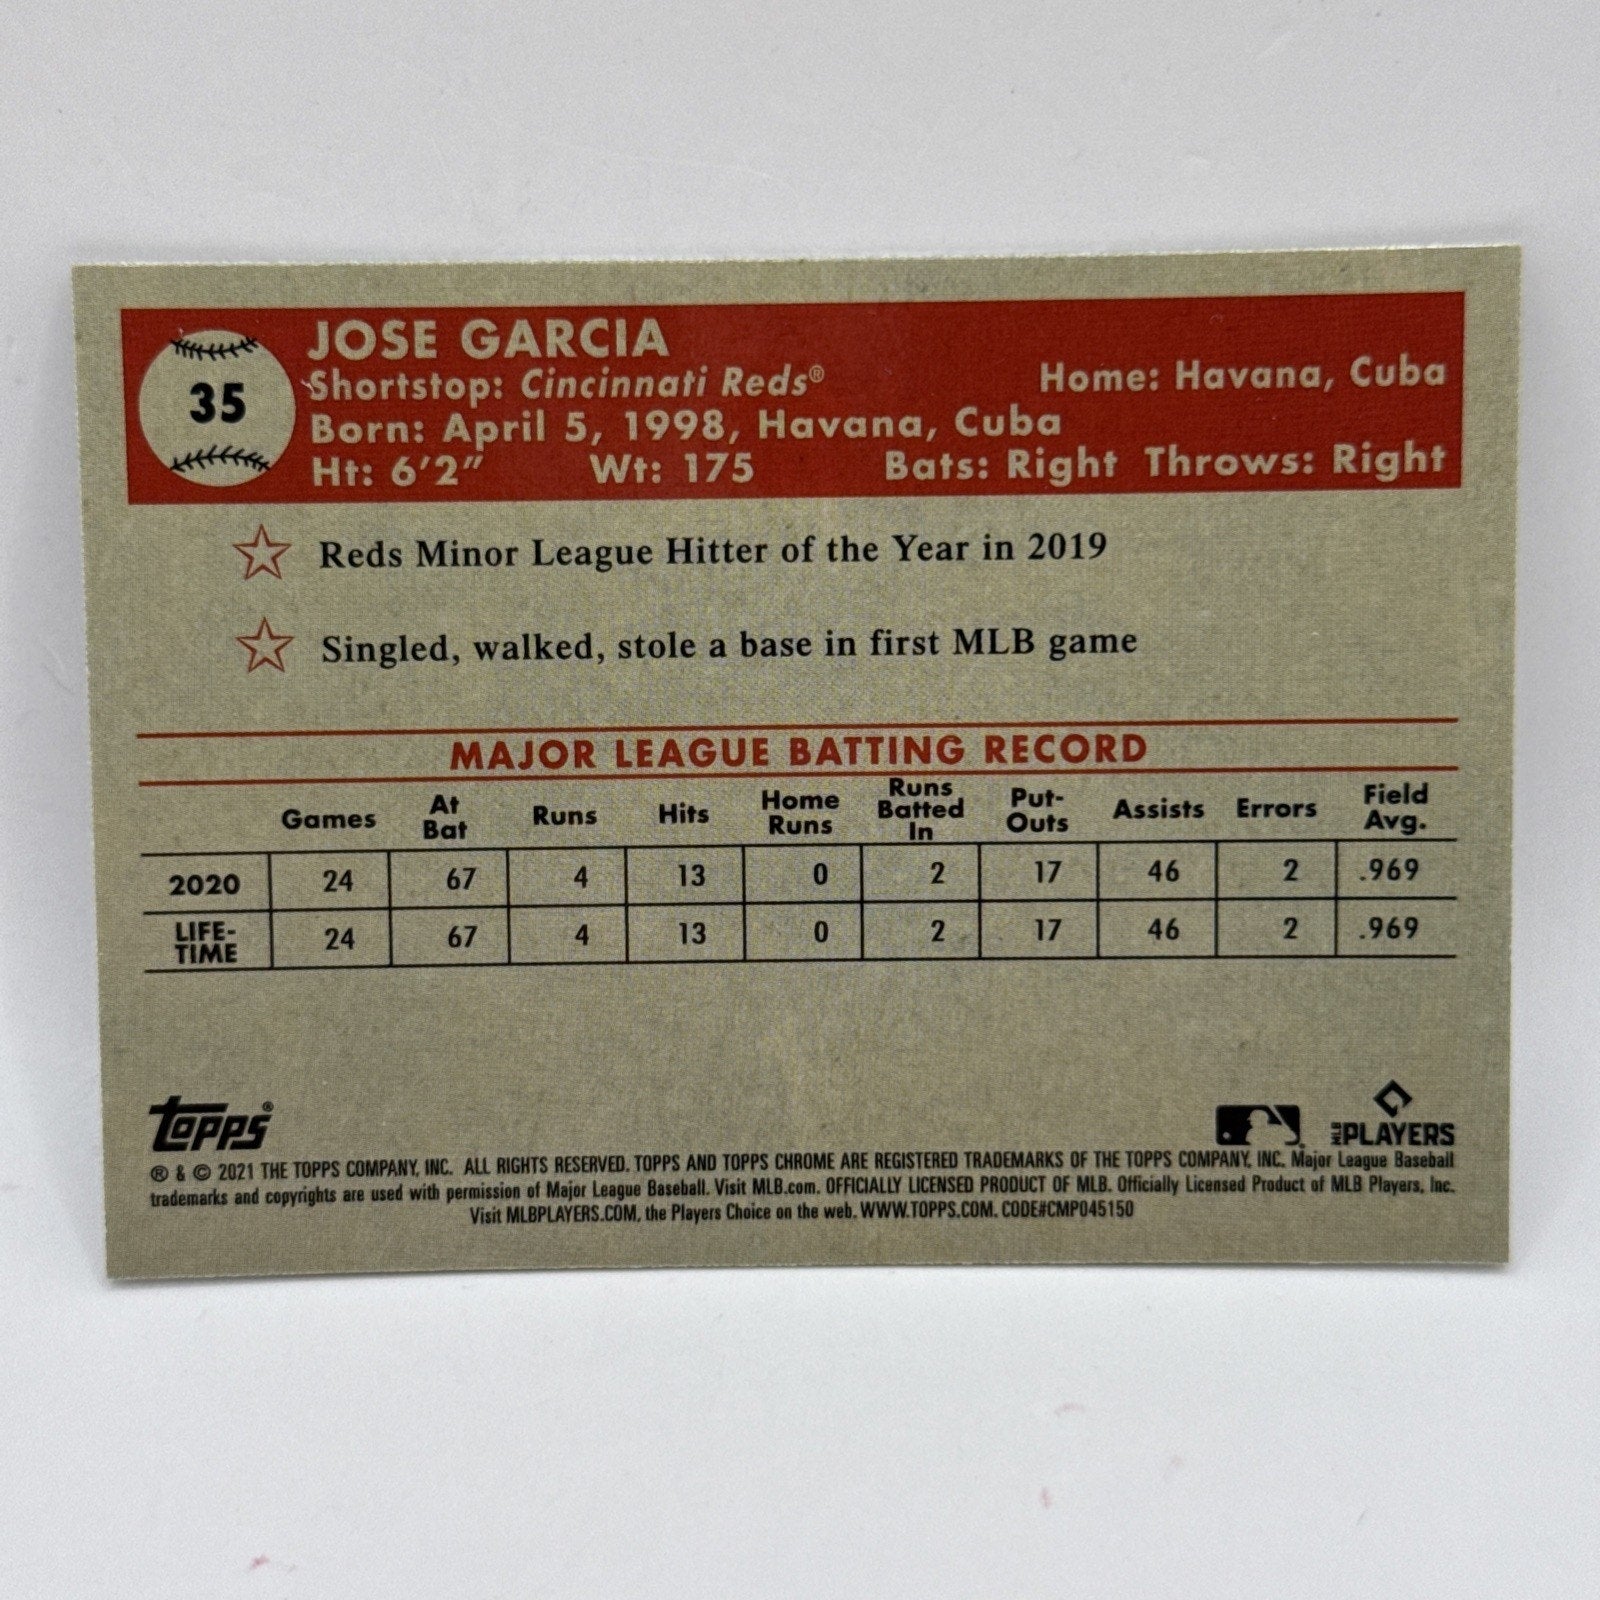 35
JOSE GARCIA
Shortstop: Cincinnati Reds®
Home: Havana, Cuba
Born: April 5, 1998, Havana, Cuba
Ht: 6'2" Wt: 175 Bats: Right Throws: Right
Reds Minor League Hitter of the Year in 2019
Singled, walked, stole a base in first MLB game
MAJOR LEAGUE BATTING RECORD
Games At Bat Runs Hits Home Runs Runs Batted In Put-Outs Assists Errors Field Avg.
2020 24 67 4 13 0 2 17 46 2 .969
LIFE-TIME 24 67 4 13 0 2 17 46 2 .969
topps®
MLB PLAYERS
® & © 2021 THE TOPPS COMPANY, INC. ALL RIGHTS RESERVED. TOPPS AND TOPPS CHROME ARE REGISTERED TRADEMARKS OF THE TOPPS COMPANY, INC. Major League Baseball
trademarks and copyrights are used with permission of Major League Baseball. Visit MLB.com. OFFICIALLY LICENSED PRODUCT OF MLB. Officially Licensed Product of MLB Players, Inc.
Visit MLBPLAYERS.COM, the Players Choice on the web. WWW.TOPPS.COM. CODE#CMP045150